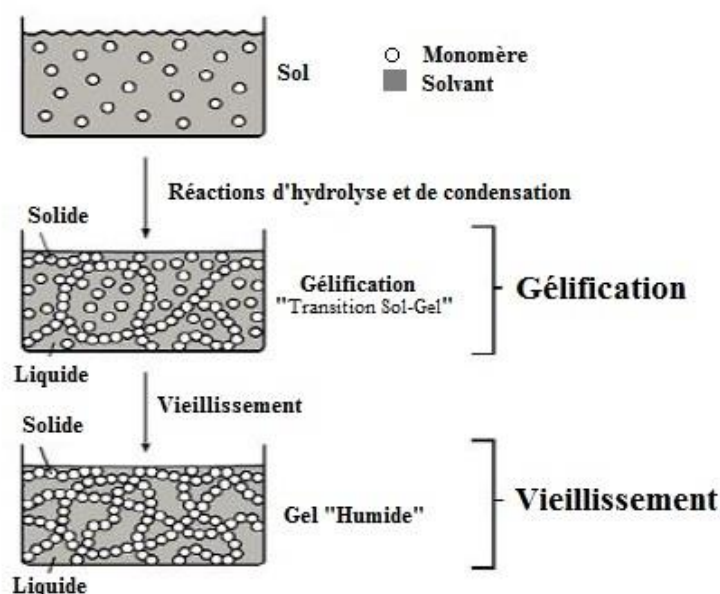 Sol
Monomère
Solvant
Réactions d'hydrolyse et de condensation
Solide
Gélification
"Transition Sol-Gel"
Gélification
Liquide
Vieillissement
Solide
Gel "Humide"
Vieillissement
Liquide